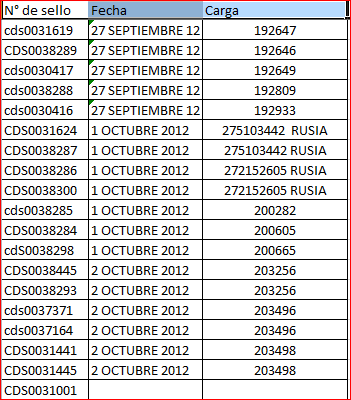 N° de sello Fecha Carga
cds0031619 27 SEPTIEMBRE 12 192647
CDS0038289 27 SEPTIEMBRE 12 192646
cds0030417 27 SEPTIEMBRE 12 192649
cds0038288 27 SEPTIEMBRE 12 192809
cds0030416 27 SEPTIEMBRE 12 192933
CDS0031624 1 OCTUBRE 2012 275103442 RUSIA
CDS0038287 1 OCTUBRE 2012 275103442 RUSIA
CDS0038286 1 OCTUBRE 2012 272152605 RUSIA
CDS0038300 1 OCTUBRE 2012 272152605 RUSIA
cds0038285 1 OCTUBRE 2012 200282
CDS0038284 1 OCTUBRE 2012 200605
cdS0038298 1 OCTUBRE 2012 200665
CDS0038445 2 OCTUBRE 2012 203256
CDS0038293 2 OCTUBRE 2012 203256
cds0037371 2 OCTUBRE 2012 203496
cds0037164 2 OCTUBRE 2012 203496
CDS0031441 2 OCTUBRE 2012 203498
CDS0031445 2 OCTUBRE 2012 203498
CDS0031001